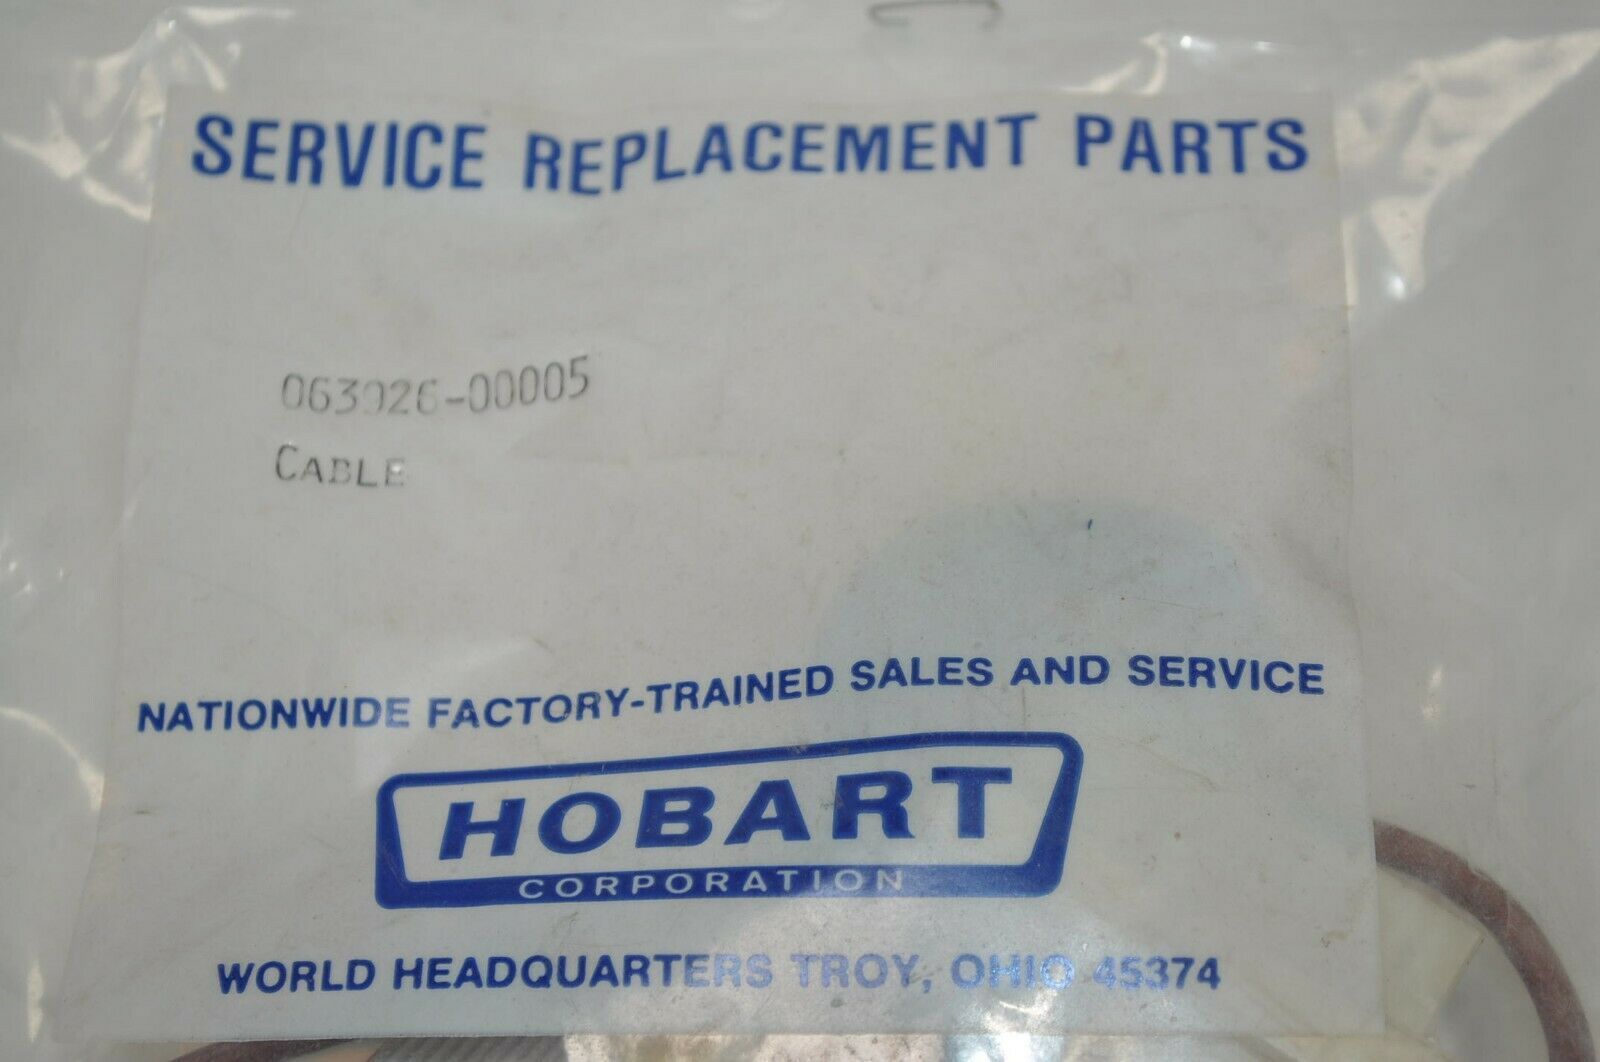 SERVICE REPLACEMENT PARTS
063926-00005
CABLE
NATIONWIDE FACTORY-TRAINED SALES AND SERVICE
HOBART
CORPORATION
WORLD HEADQUARTERS TROY, OHIO 45374